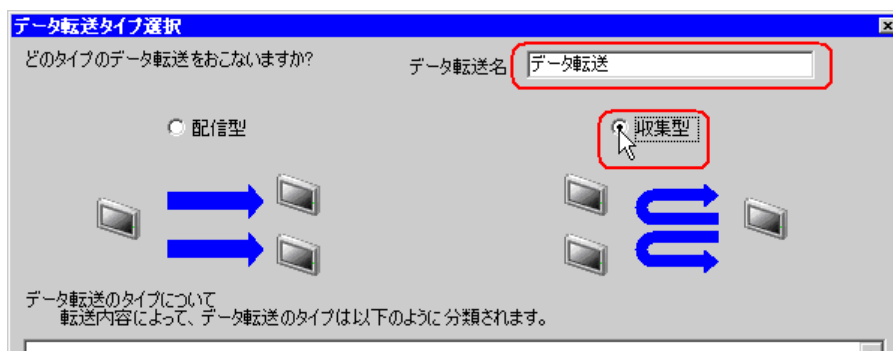 データ転送タイプ選択
どのタイプのデータ転送をおこないますか?
データ転送名 データ転送
配信型
収集型
データ転送のタイプについて
転送内容によって、データ転送のタイプは以下のように分類されます。